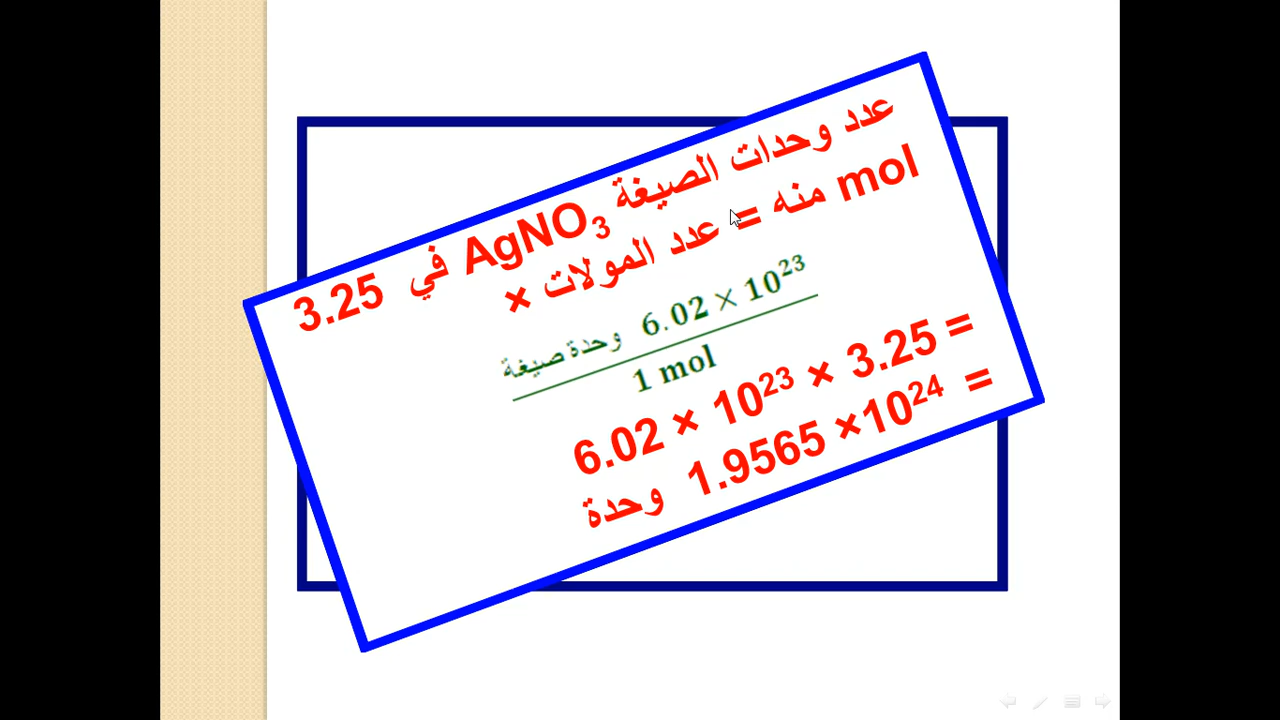 عدد وحدات الصيغة AgNO₃ في 3.25
mol منه = عدد المولات ×
6.02 × 10²³ وحدة صيغة
1 mol
= 3.25 × 6.02 × 10²³
= 1.9565 ×10²⁴ وحدة